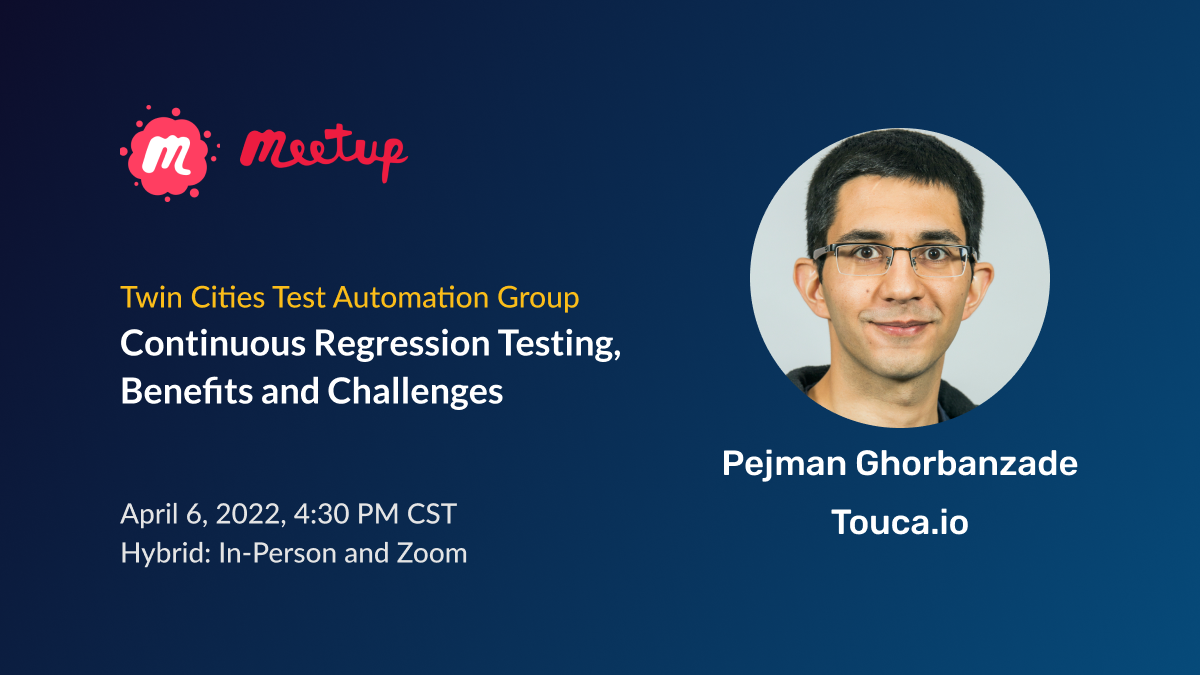 m meetup
Twin Cities Test Automation Group
Continuous Regression Testing,
Benefits and Challenges
April 6, 2022, 4:30 PM CST
Hybrid: In-Person and Zoom
Pejman Ghorbanzade
Touca.io